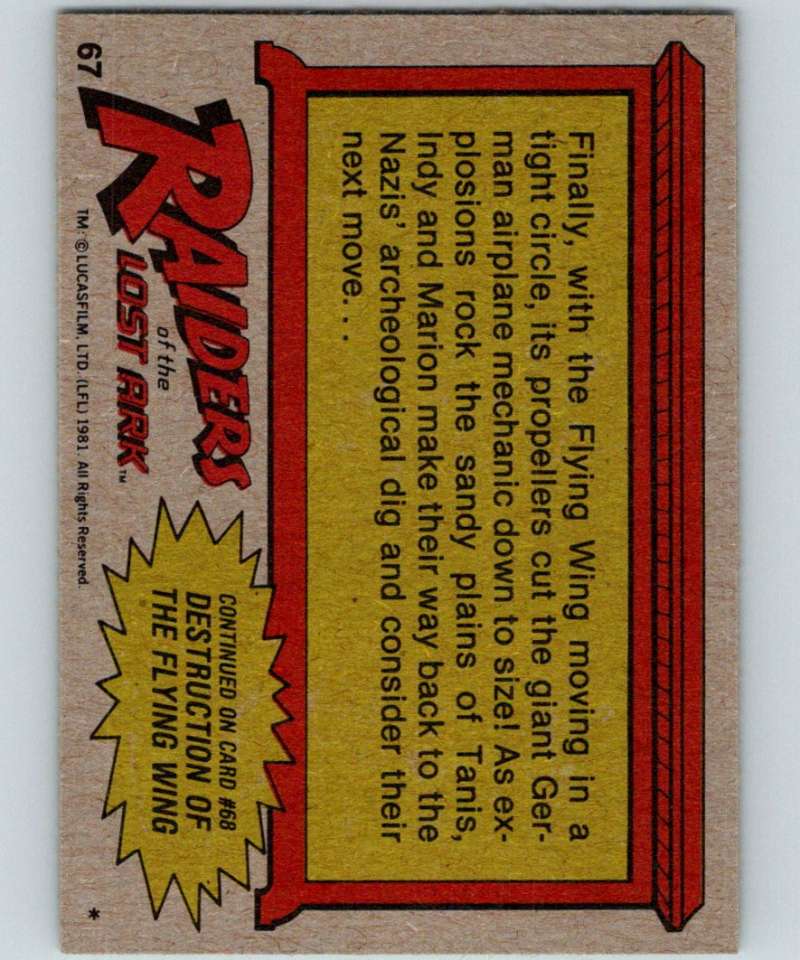 Finally, with the Flying Wing moving in a
tight circle, its propellers cut the giant Ger-
man airplane mechanic down to size! As ex-
plosions rock the sandy plains of Tanis,
Indy and Marion make their way back to the
Nazis' archeological dig and consider their
next move...
RAIDERS
of the
LOST ARK™
CONTINUED ON CARD #68
DESTRUCTION OF
THE FLYING WING
67
TM: ©LUCASFILM, LTD. (LFL) 1981. All Rights Reserved.
*